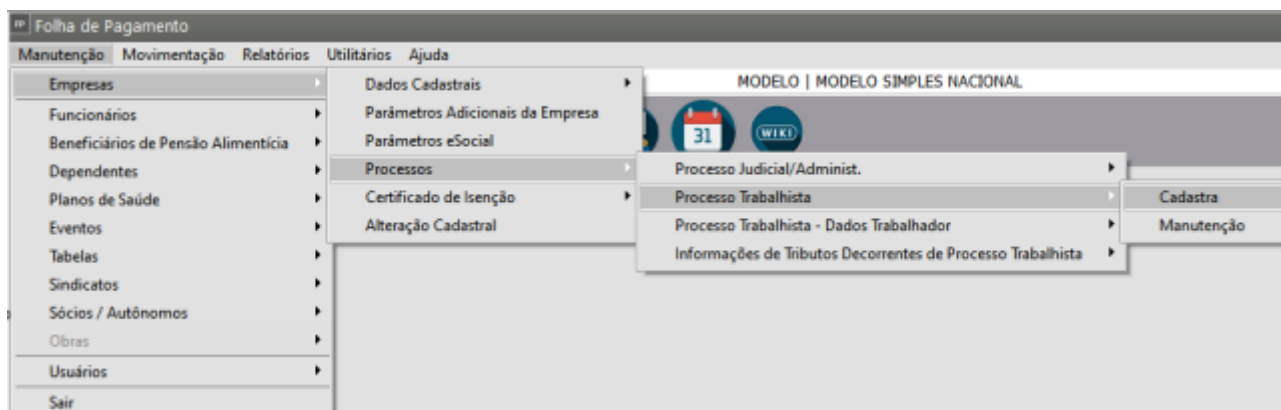 FP Folha de Pagamento
Manutenção Movimentação Relatórios Utilitários Ajuda
MODELO | MODELO SIMPLES NACIONAL
31
WIKI
Empresas
Funcionários
Beneficiários de Pensão Alimentícia
Dependentes
Planos de Saúde
Eventos
Tabelas
Sindicatos
Sócios / Autônomos
Obras
Usuários
Sair
Dados Cadastrais
Parâmetros Adicionais da Empresa
Parâmetros eSocial
Processos
Certificado de Isenção
Alteração Cadastral
Processo Judicial/Administ.
Processo Trabalhista
Processo Trabalhista - Dados Trabalhador
Informações de Tributos Decorrentes de Processo Trabalhista
Cadastra
Manutenção